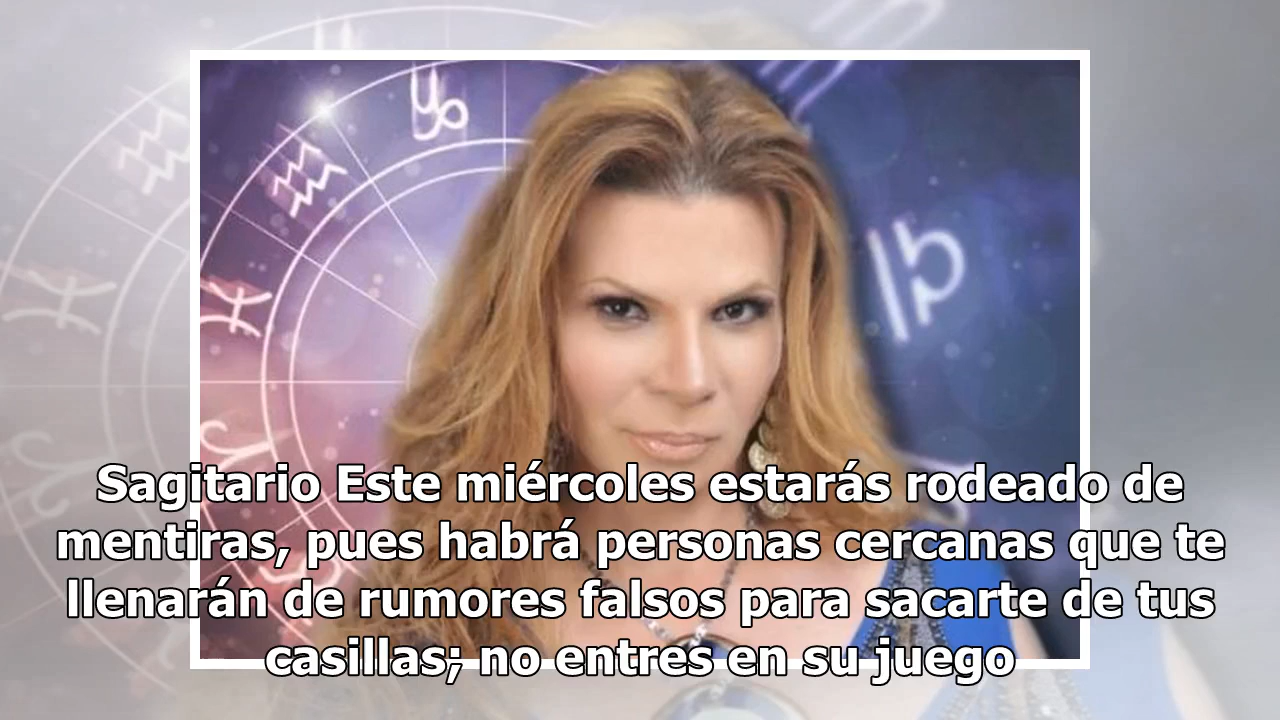 Sagitario Este miércoles estarás rodeado de
mentiras, pues habrá personas cercanas que te
llenarán de rumores falsos para sacarte de tus
casillas; no entres en su juego